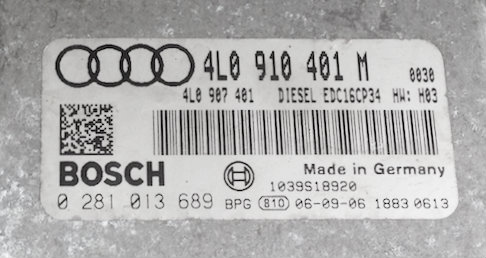 4L0 910 401 M 0030
4L0 907 401 DIESEL EDC16CP34 HW: H03
BOSCH Made in Germany
1039S18920
0 281 013 689 BPG 810 06-09-06 1883 0613